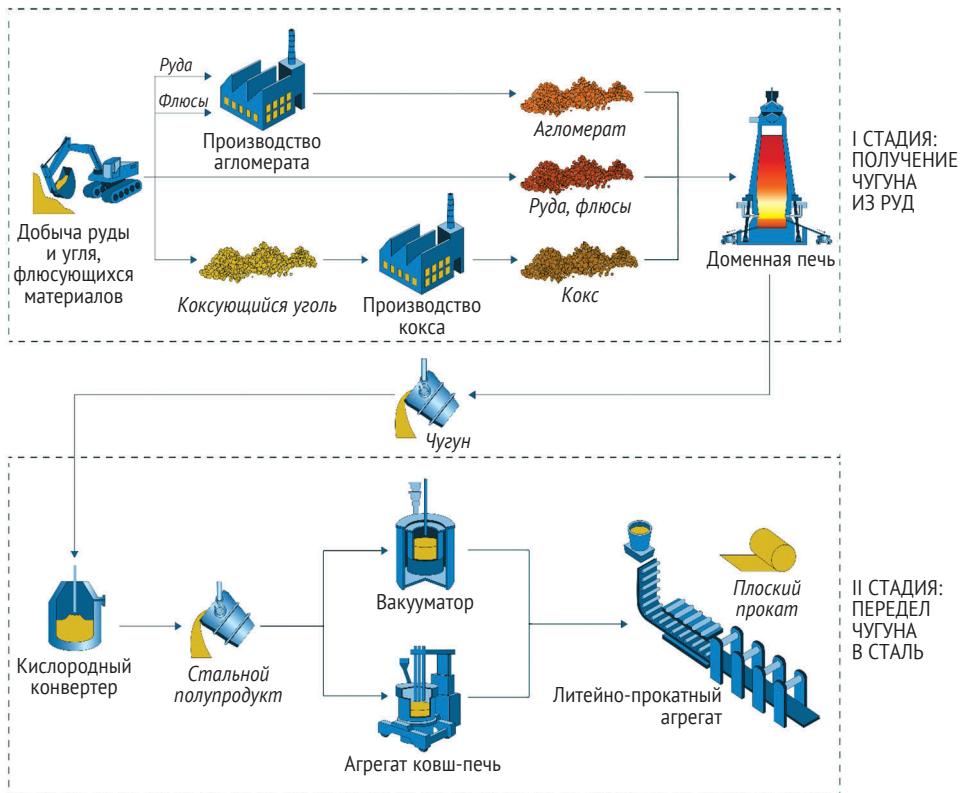 Руда
Флюсы
Производство
агломерата
Агломерат
Добыча руды
и угля,
флюсующихся
материалов
Руда, флюсы
Коксующийся уголь
Производство
кокса
Кокс
Доменная печь
I СТАДИЯ:
ПОЛУЧЕНИЕ
ЧУГУНА
ИЗ РУД
Чугун
Кислородный
конвертер
Стальной
полупродукт
Вакууматор
Агрегат ковш-печь
Плоский
прокат
Литейно-прокатный
агрегат
II СТАДИЯ:
ПЕРЕДЕЛ
ЧУГУНА
В СТАЛЬ